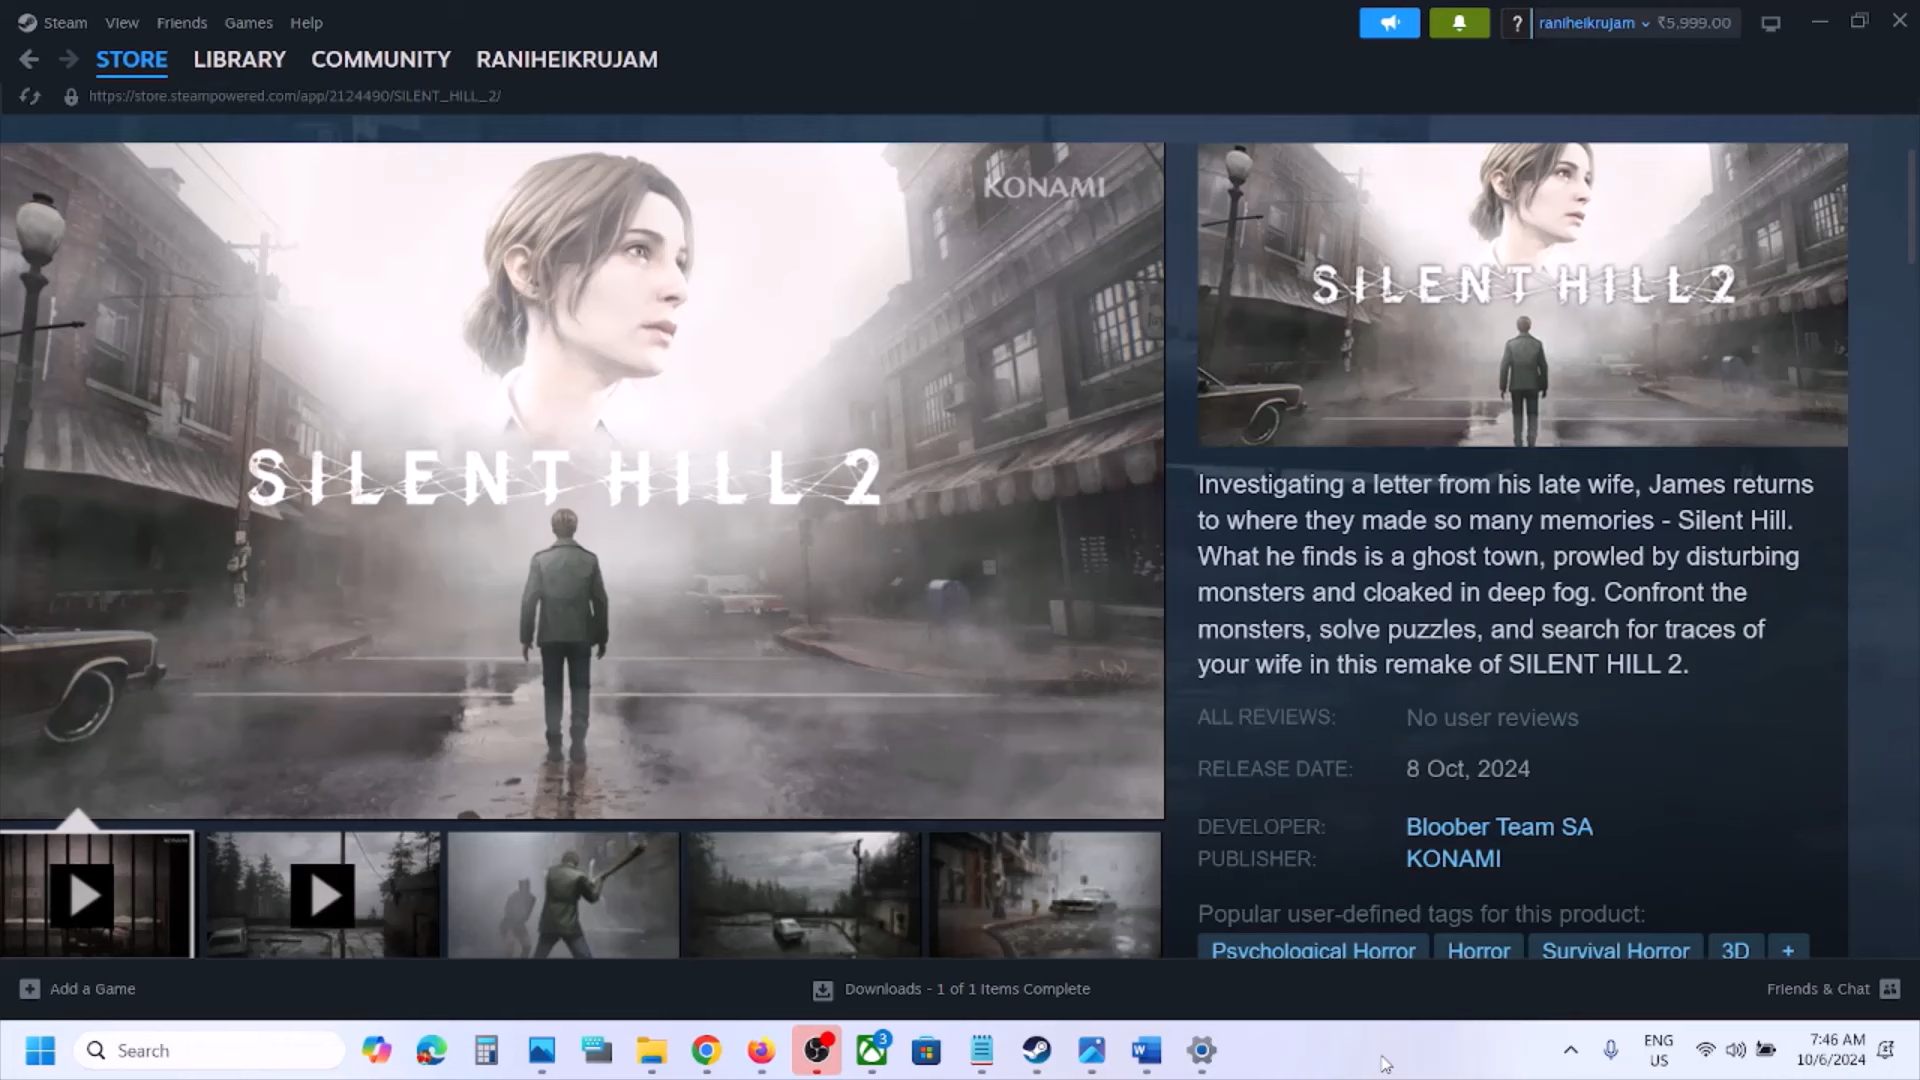 Steam View Friends Games Help
? raniheikrujam ₹5,999.00
STORE LIBRARY COMMUNITY RANIHEIKRUJAM
https://store.steampowered.com/app/2124490/SILENT_HILL_2/
KONAMI
SILENT HILL 2
SILENT HILL 2
Investigating a letter from his late wife, James returns
to where they made so many memories - Silent Hill.
What he finds is a ghost town, prowled by disturbing
monsters and cloaked in deep fog. Confront the
monsters, solve puzzles, and search for traces of
your wife in this remake of SILENT HILL 2.
ALL REVIEWS: No user reviews
RELEASE DATE: 8 Oct, 2024
DEVELOPER: Bloober Team SA
PUBLISHER: KONAMI
Popular user-defined tags for this product:
Psychological Horror Horror Survival Horror 3D +
Add a Game
Downloads - 1 of 1 Items Complete
Friends & Chat
Search
3
ENG
US
7:46 AM
10/6/2024